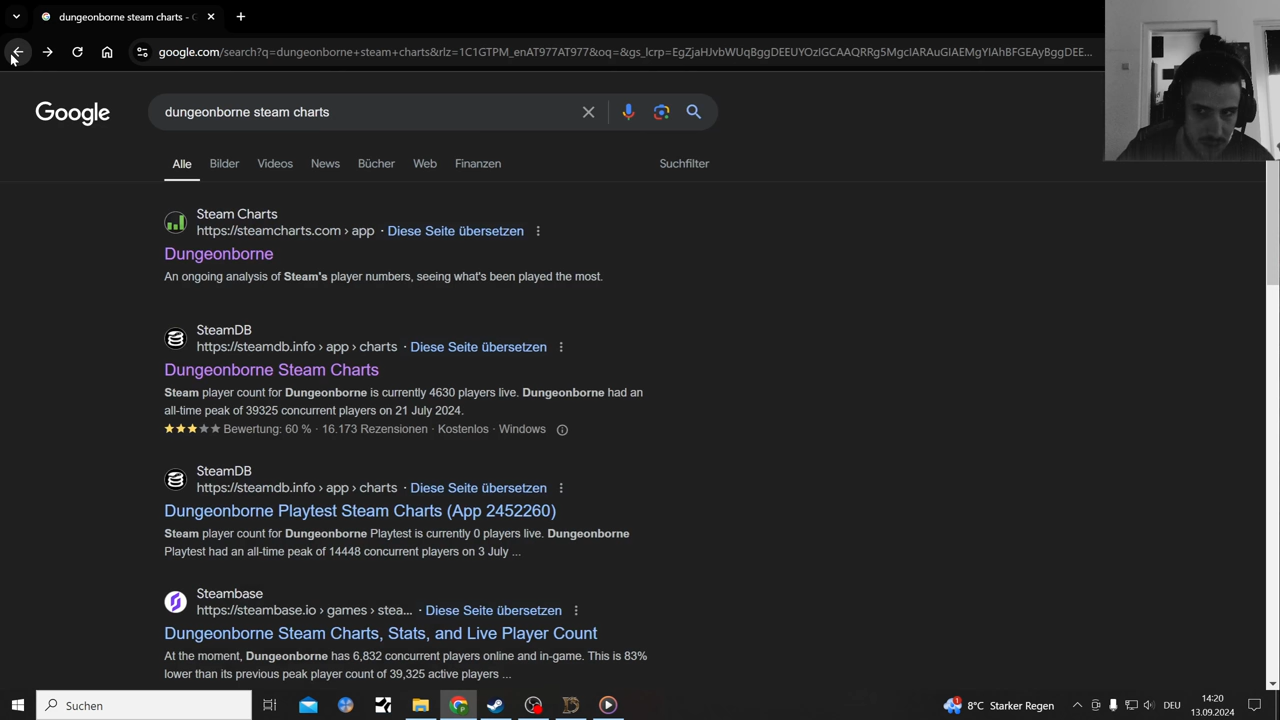 dungeonborne steam charts - G
google.com/search?q=dungeonborne+steam+charts&rlz=1C1GTPM_enAT977AT977&oq=&gs_lcrp=EgZjaHJvbWUqBggDEEUYOzIGCAAQRRg5MgcIARAuGIAEMgYIAhBFGEAyBggDEE...
Google
dungeonborne steam charts
Alle Bilder Videos News Bücher Web Finanzen Suchfilter
Steam Charts
https://steamcharts.com › app · Diese Seite übersetzen
Dungeonborne
An ongoing analysis of Steam's player numbers, seeing what's been played the most.
SteamDB
https://steamdb.info › app › charts · Diese Seite übersetzen
Dungeonborne Steam Charts
Steam player count for Dungeonborne is currently 4630 players live. Dungeonborne had an
all-time peak of 39325 concurrent players on 21 July 2024.
Bewertung: 60 % · 16.173 Rezensionen · Kostenlos · Windows
SteamDB
https://steamdb.info › app › charts · Diese Seite übersetzen
Dungeonborne Playtest Steam Charts (App 2452260)
Steam player count for Dungeonborne Playtest is currently 0 players live. Dungeonborne
Playtest had an all-time peak of 14448 concurrent players on 3 July ...
Steambase
https://steambase.io › games › stea... · Diese Seite übersetzen
Dungeonborne Steam Charts, Stats, and Live Player Count
At the moment, Dungeonborne has 6,832 concurrent players online and in-game. This is 83%
lower than its previous peak player count of 39,325 active players ...
Suchen
1
8°C Starker Regen
DEU
14:20
13.09.2024